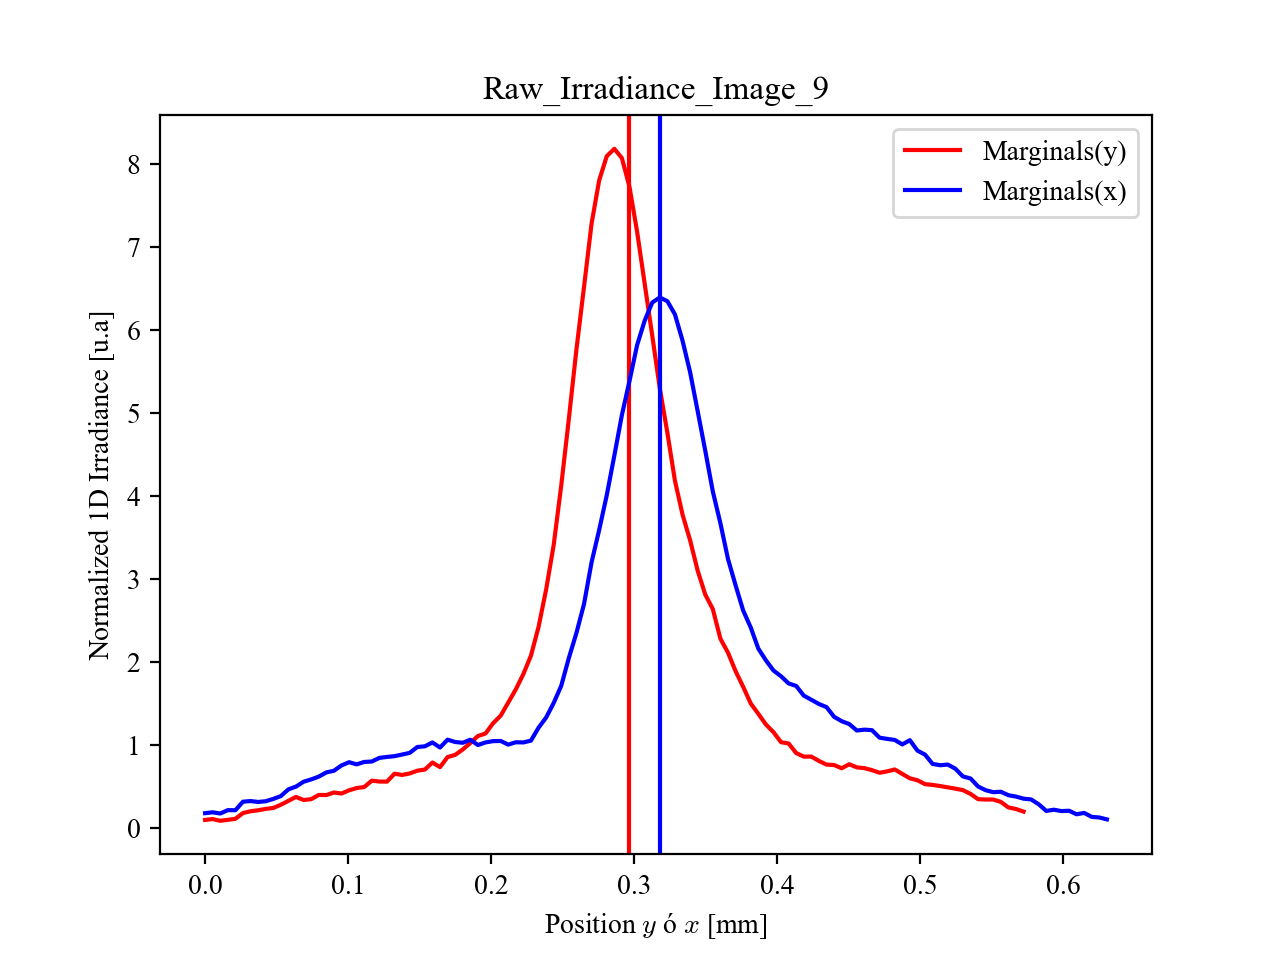 Raw_Irradiance_Image_9
Marginals(y)
Marginals(x)
Normalized 1D Irradiance [u.a]
8
7
6
5
4
3
2
1
0
0.0 0.1 0.2 0.3 0.4 0.5 0.6
Position y ó x [mm]